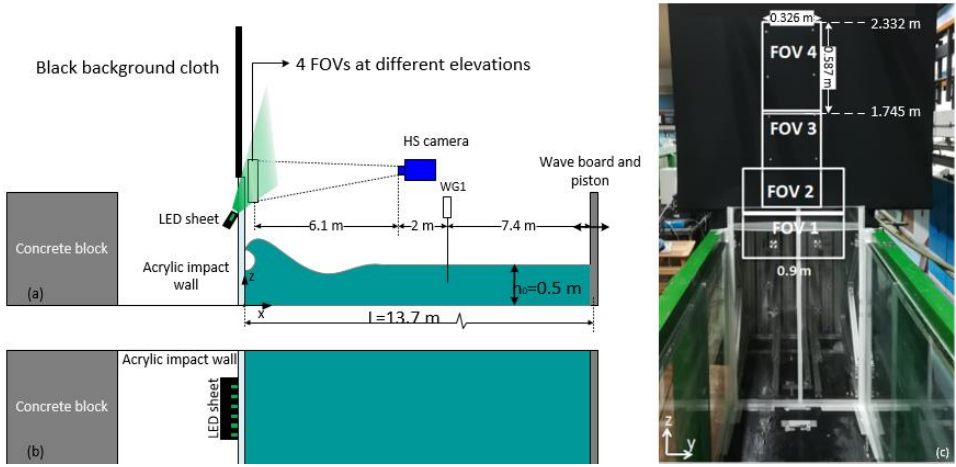 Black background cloth
4 FOVs at different elevations
HS camera
Wave board and
piston
WG1
LED sheet
6.1 m
2 m
7.4 m
Concrete block
Acrylic impact
wall
z
h₀=0.5 m
(a)
x
L=13.7 m
Acrylic impact wall
Concrete block
LED sheet
(b)
0.326 m
2.332 m
FOV 4
0.587 m
1.745 m
FOV 3
FOV 2
FOV 1
0.9 m
z
y
(c)